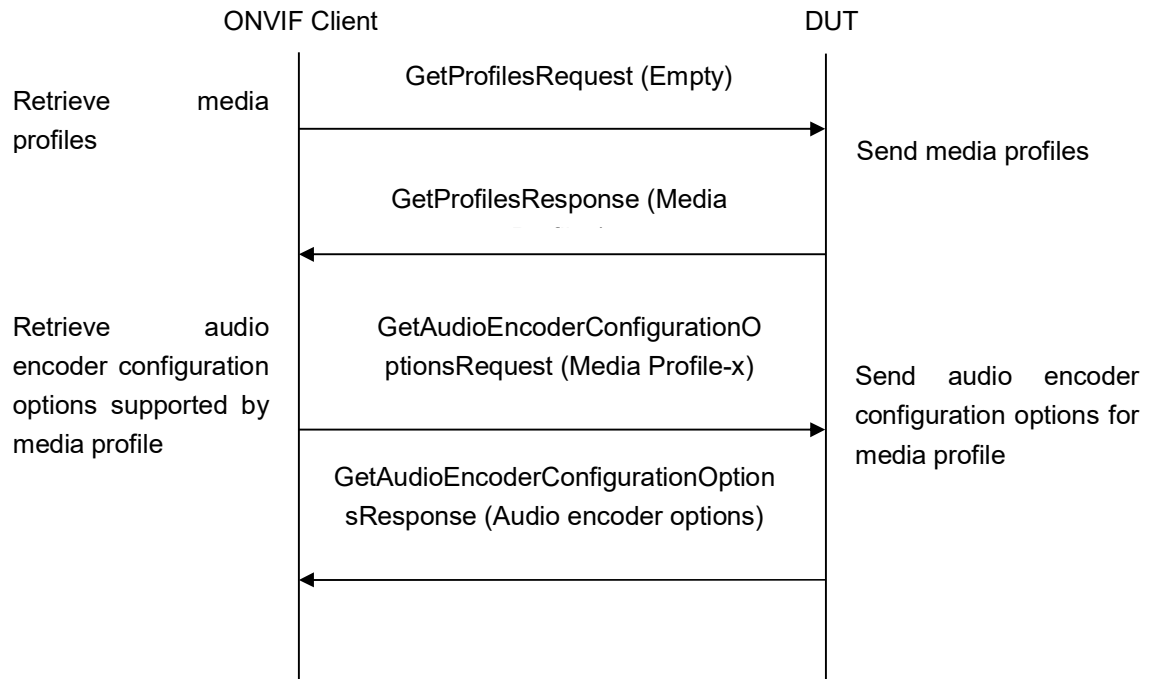 ONVIF Client
DUT
GetProfilesRequest (Empty)
Retrieve media
profiles
Send media profiles
GetProfilesResponse (Media
Retrieve audio
encoder configuration
options supported by
media profile
GetAudioEncoderConfigurationO
ptionsRequest (Media Profile-x)
Send audio encoder
configuration options for
media profile
GetAudioEncoderConfigurationOption
sResponse (Audio encoder options)